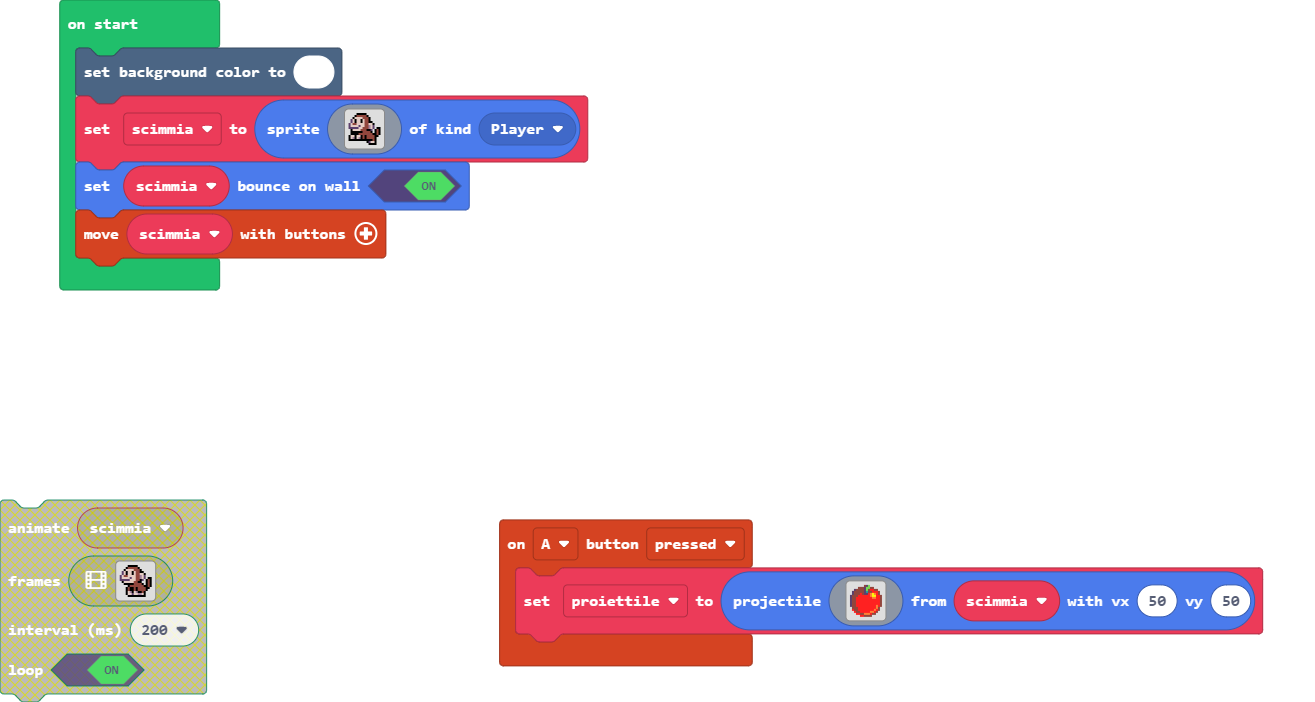 on start
set background color to
set scimmia to sprite of kind Player
set scimmia bounce on wall ON
move scimmia with buttons
animate scimmia
frames
interval (ms) 200
loop ON
on A button pressed
set proiettile to projectile from scimmia with vx 50 vy 50